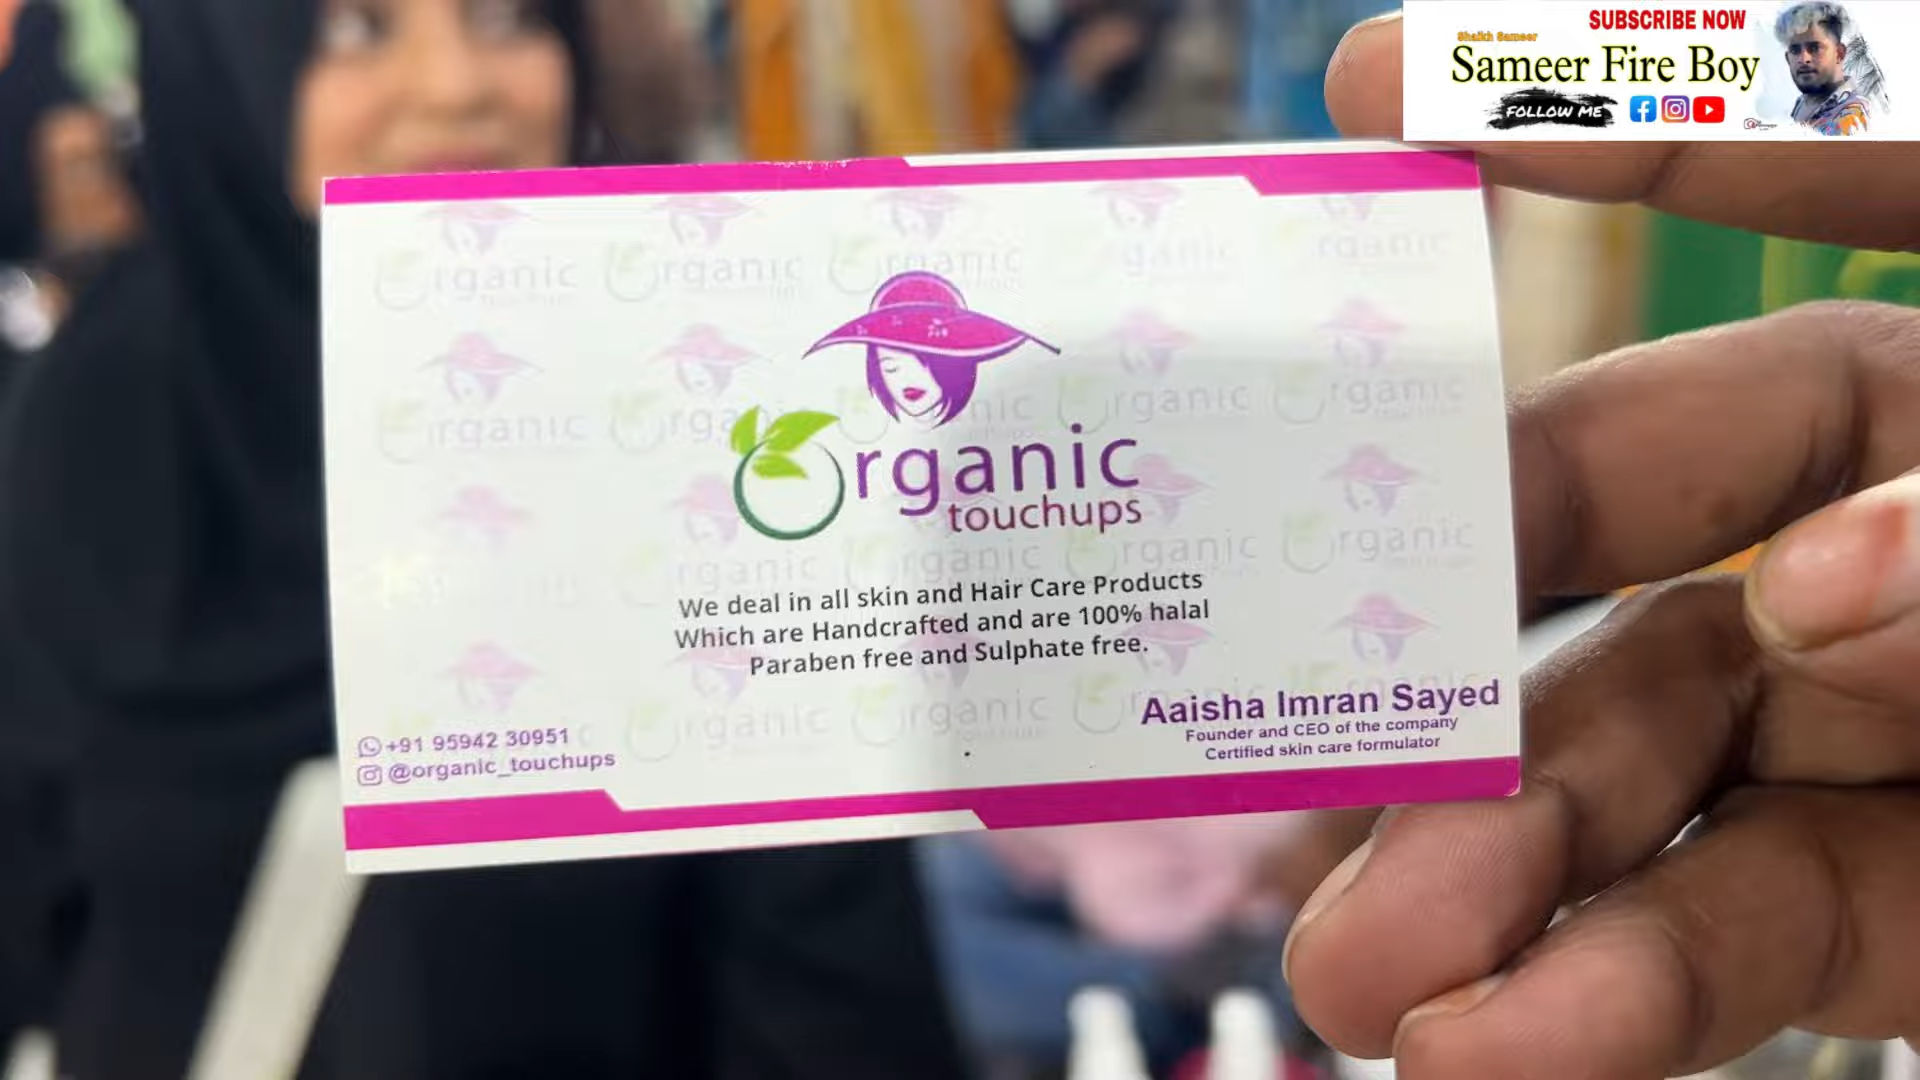 SUBSCRIBE NOW
Shaikh Sameer
Sameer Fire Boy
FOLLOW ME
Organic
touchups
We deal in all skin and Hair Care Products
Which are Handcrafted and are 100% halal
Paraben free and Sulphate free.
+91 95942 30951
@organic_touchups
Aaisha Imran Sayed
Founder and CEO of the company
Certified skin care formulator